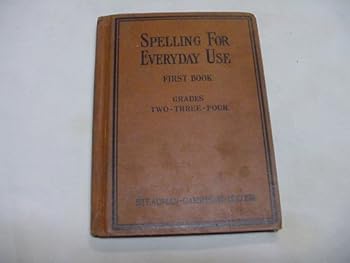 SPELLING FOR
EVERYDAY USE
FIRST BOOK
GRADES
TWO-THREE-FOUR